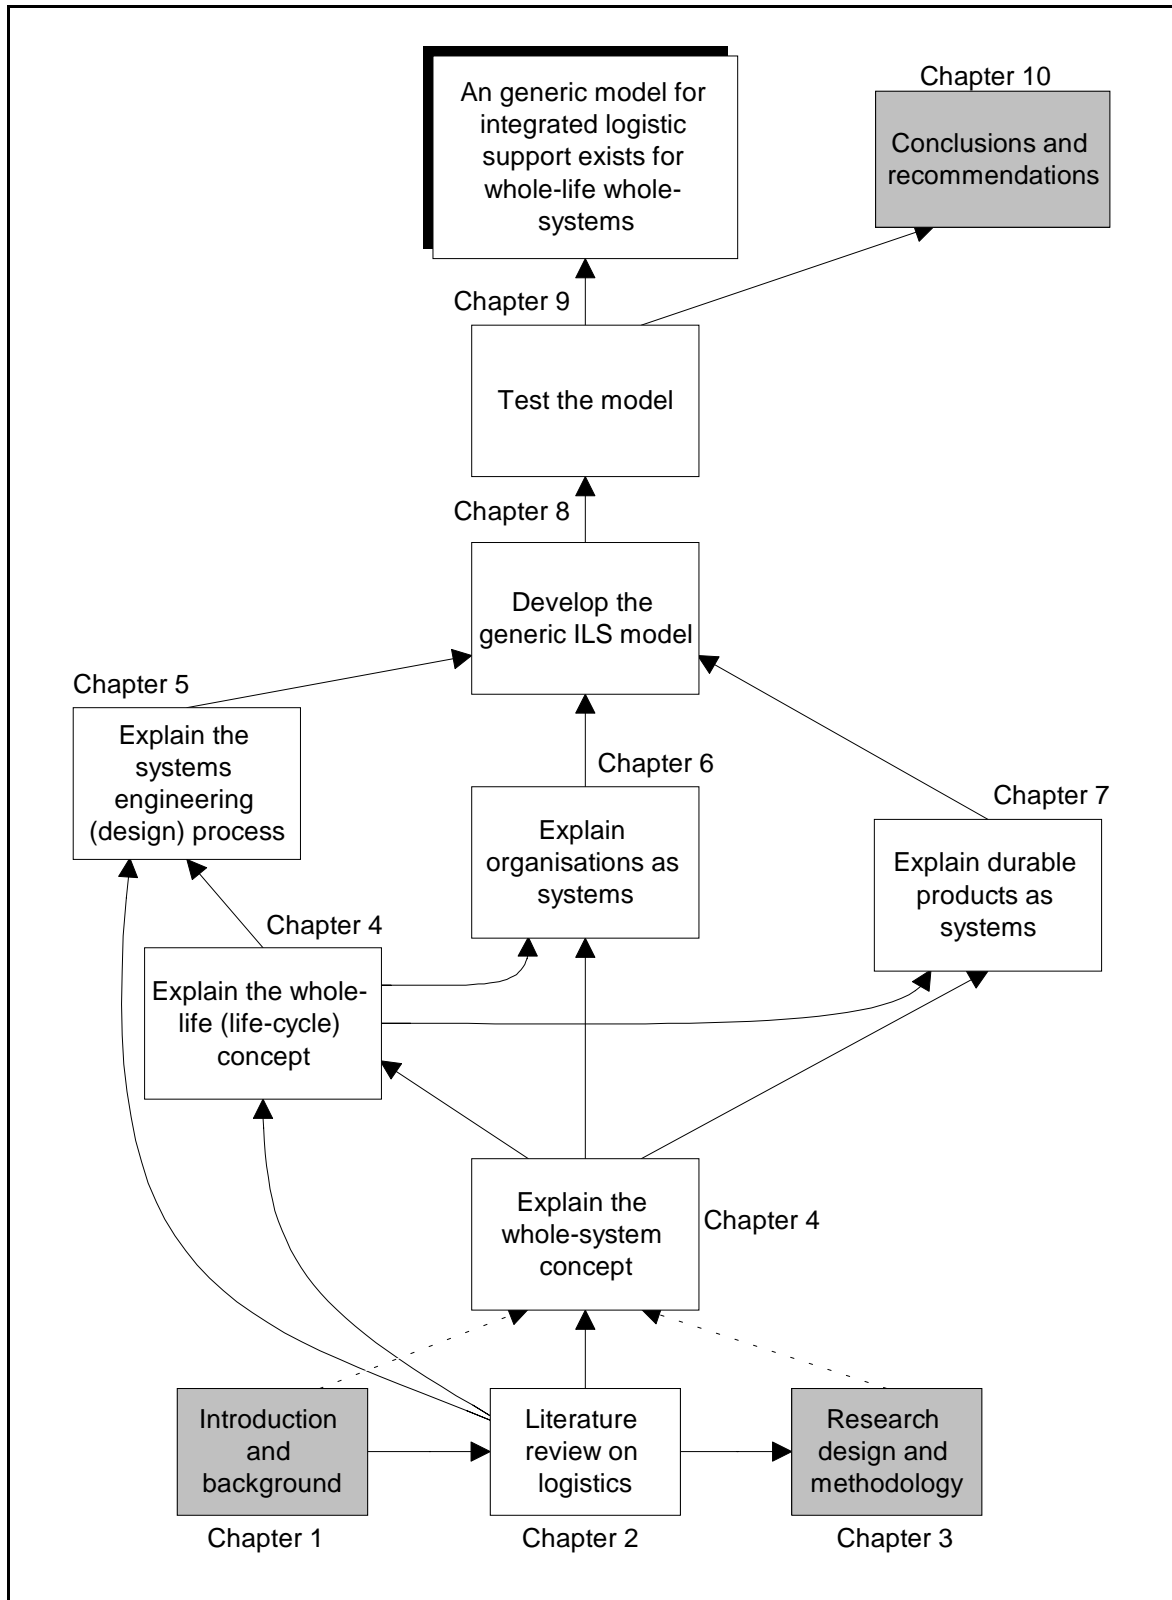 Chapter 10
An generic model for
integrated logistic
support exists for
whole-life whole-
systems
Conclusions and
recommendations
Chapter 9
Test the model
Chapter 8
Develop the
generic ILS model
Chapter 5
Explain the
systems
engineering
(design) process
Chapter 6
Explain
organisations as
systems
Chapter 7
Explain durable
products as
systems
Chapter 4
Explain the whole-
life (life-cycle)
concept
Explain the
whole-system
concept
Chapter 4
Introduction
and
background
Chapter 1
Literature
review on
logistics
Chapter 2
Research
design and
methodology
Chapter 3